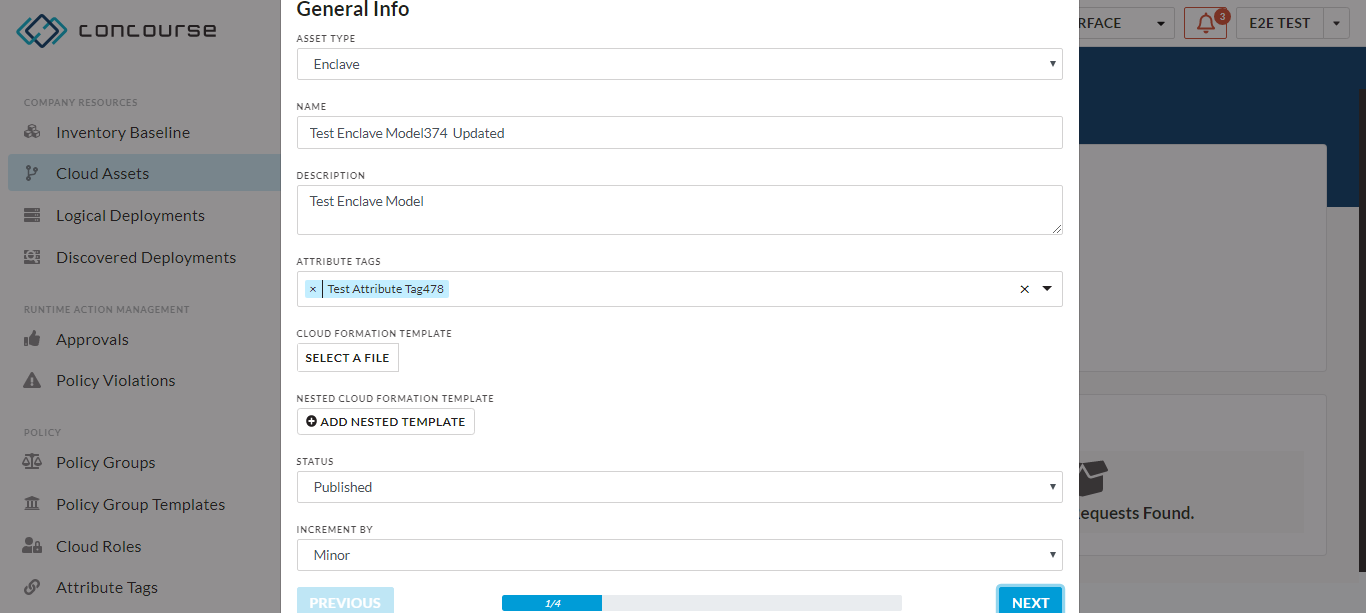 concourse
COMPANY RESOURCES
Inventory Baseline
Cloud Assets
Logical Deployments
Discovered Deployments
RUNTIME ACTION MANAGEMENT
Approvals
Policy Violations
POLICY
Policy Groups
Policy Group Templates
Cloud Roles
Attribute Tags
General Info
ASSET TYPE
Enclave
NAME
Test Enclave Model374 Updated
DESCRIPTION
Test Enclave Model
ATTRIBUTE TAGS
× Test Attribute Tag478
CLOUD FORMATION TEMPLATE
SELECT A FILE
NESTED CLOUD FORMATION TEMPLATE
ADD NESTED TEMPLATE
STATUS
Published
INCREMENT BY
Minor
PREVIOUS
1/4
NEXT
RFACE
3
E2E TEST
equests Found.